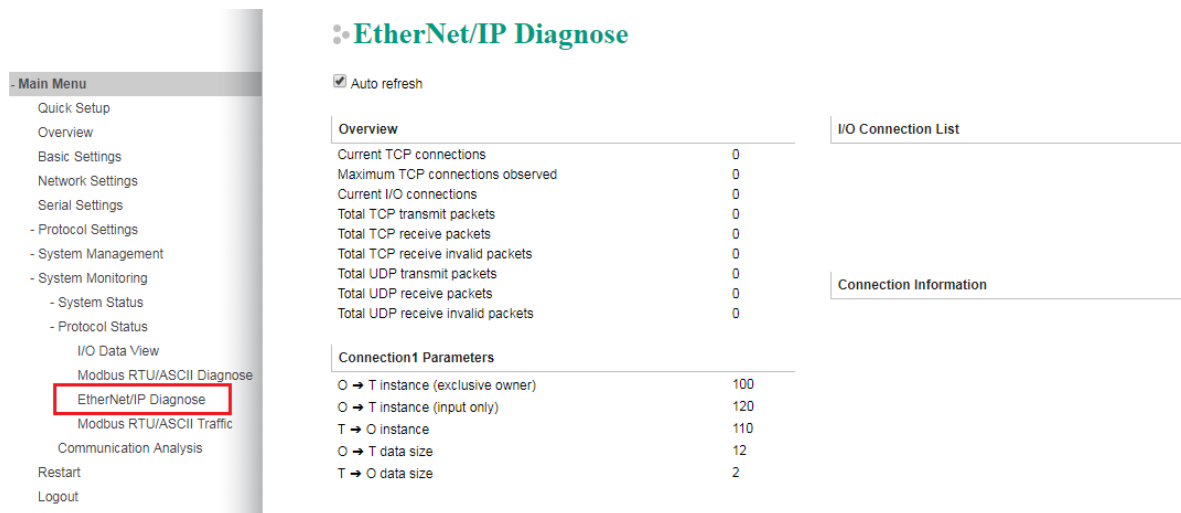 - Main Menu
Quick Setup
Overview
Basic Settings
Network Settings
Serial Settings
- Protocol Settings
- System Management
- System Monitoring
- System Status
- Protocol Status
I/O Data View
Modbus RTU/ASCII Diagnose
EtherNet/IP Diagnose
Modbus RTU/ASCII Traffic
Communication Analysis
Restart
Logout
EtherNet/IP Diagnose
Auto refresh
Overview
Current TCP connections 0
Maximum TCP connections observed 0
Current I/O connections 0
Total TCP transmit packets 0
Total TCP receive packets 0
Total TCP receive invalid packets 0
Total UDP transmit packets 0
Total UDP receive packets 0
Total UDP receive invalid packets 0
Connection1 Parameters
O ➔ T instance (exclusive owner) 100
O ➔ T instance (input only) 120
T ➔ O instance 110
O ➔ T data size 12
T ➔ O data size 2
I/O Connection List
Connection Information